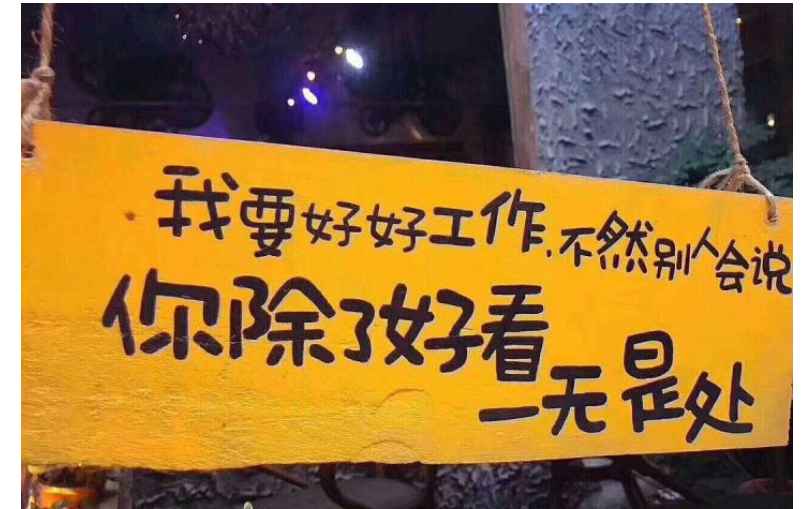 我要好好工作,不然别人会说
你除了好看
一无是处